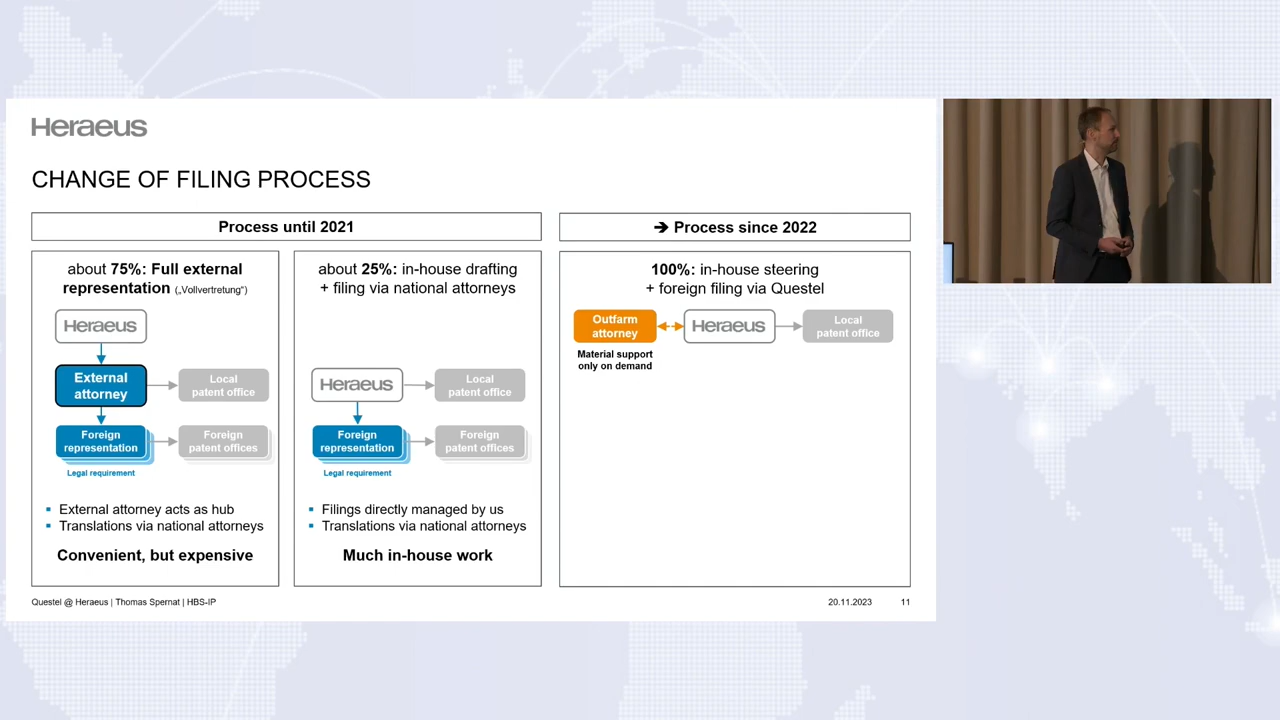 Heraeus
CHANGE OF FILING PROCESS
Process until 2021
about 75%: Full external
representation („Vollvertretung“)
Heraeus
External
attorney
Local
patent office
Foreign
representation
Foreign
patent offices
Legal requirement
▪ External attorney acts as hub
▪ Translations via national attorneys
Convenient, but expensive
about 25%: in-house drafting
+ filing via national attorneys
Heraeus
Local
patent office
Foreign
representation
Foreign
patent offices
Legal requirement
▪ Filings directly managed by us
▪ Translations via national attorneys
Much in-house work
➔ Process since 2022
100%: in-house steering
+ foreign filing via Questel
Outfarm
attorney
Heraeus
Local
patent office
Material support
only on demand
Questel @ Heraeus | Thomas Spernat | HBS-IP
20.11.2023
11